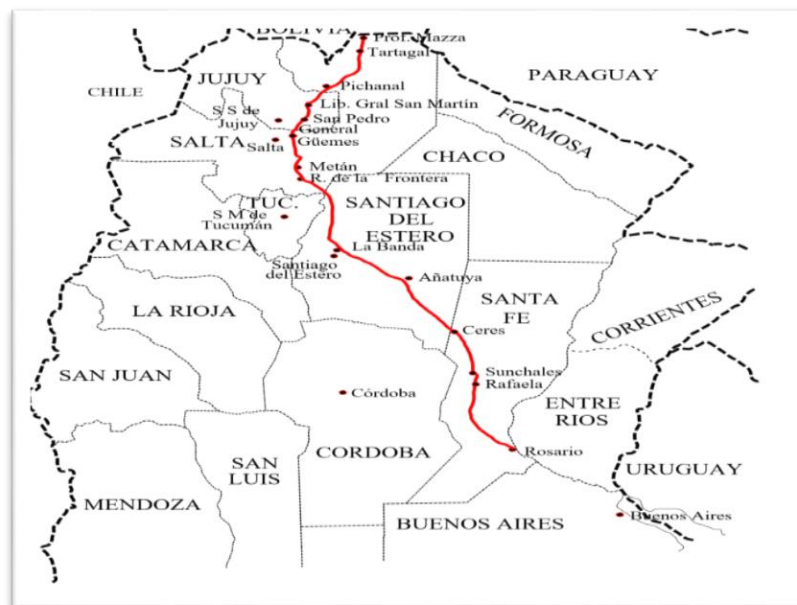 BOLIVIA
Prof. Mazza
Tartagal
PARAGUAY
JUJUY
CHILE
Pichanal
Lib. Gral San Martín
S S de
Jujuy
San Pedro
FORMOSA
General
Güemes
SALTA
Salta
CHACO
Metán
R. de la Frontera
TUC.
SANTIAGO
DEL
ESTERO
S M de
Tucumán
CATAMARCA
La Banda
Santiago
del Estero
Añatuya
SANTA
FE
LA RIOJA
CORRIENTES
Ceres
SAN JUAN
Sunchales
Rafaela
Córdoba
ENTRE
RIOS
CORDOBA
Rosario
SAN
LUIS
URUGUAY
MENDOZA
BUENOS AIRES
Buenos Aires